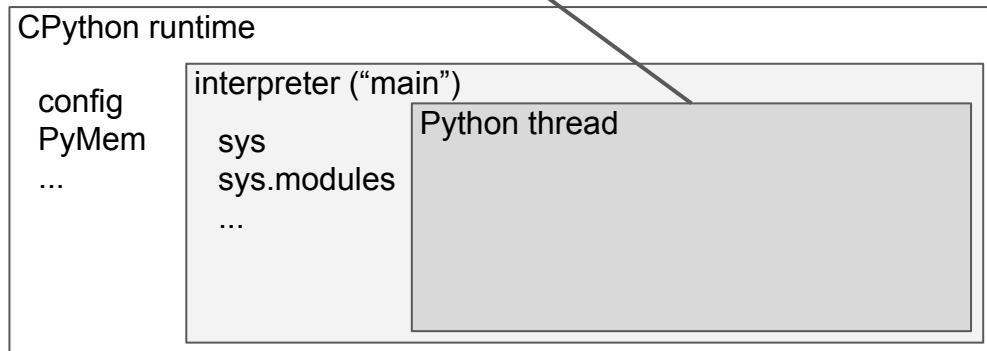 CPython runtime
config
PyMem
...
interpreter (“main”)
sys
sys.modules
...
Python thread